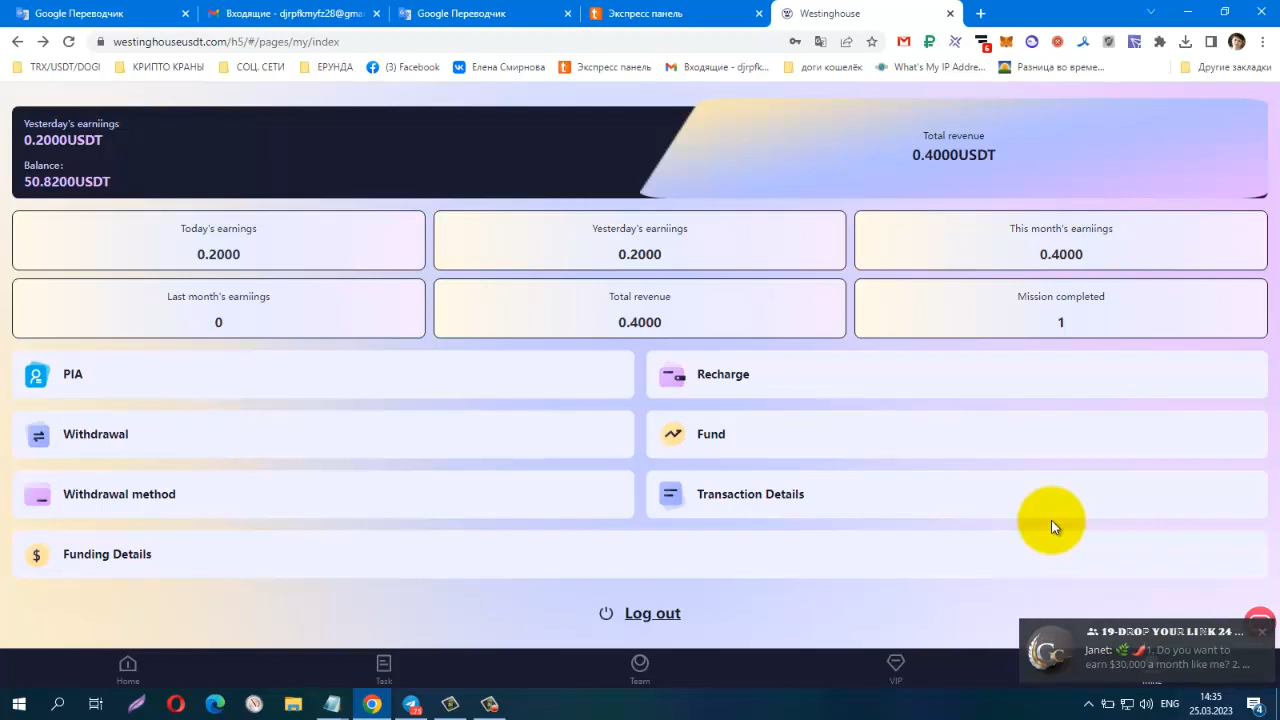 Google Переводчик
Входящие - djrpfkmyfz28@gma
Google Переводчик
Экспресс панель
Westinghouse
westinghouseusdt.com/h5/#/pages/my/index
6
TRX/USDT/DOGI
КРИПТО КРАНЫ
СОЦ. СЕТИ
ЕРУНДА
(3) Facebook
Елена Смирнова
Экспресс панель
Входящие - djrpfk...
доги кошелёк
What's My IP Addre...
Разница во време...
Другие закладки
Yesterday's earniings
0.2000USDT
Balance:
50.8200USDT
Total revenue
0.4000USDT
Today's earnings
0.2000
Yesterday's earniings
0.2000
This month's earniings
0.4000
Last month's earniings
0
Total revenue
0.4000
Mission completed
1
PIA
Recharge
Withdrawal
Fund
Withdrawal method
Transaction Details
Funding Details
Log out
19-DROP YOUR LINK 24 ...
Janet: 🌿🌶️1. Do you want to
earn $30,000 a month like me? 2. ...
Home
Task
Team
VIP
ENG
14:35
25.03.2023
4